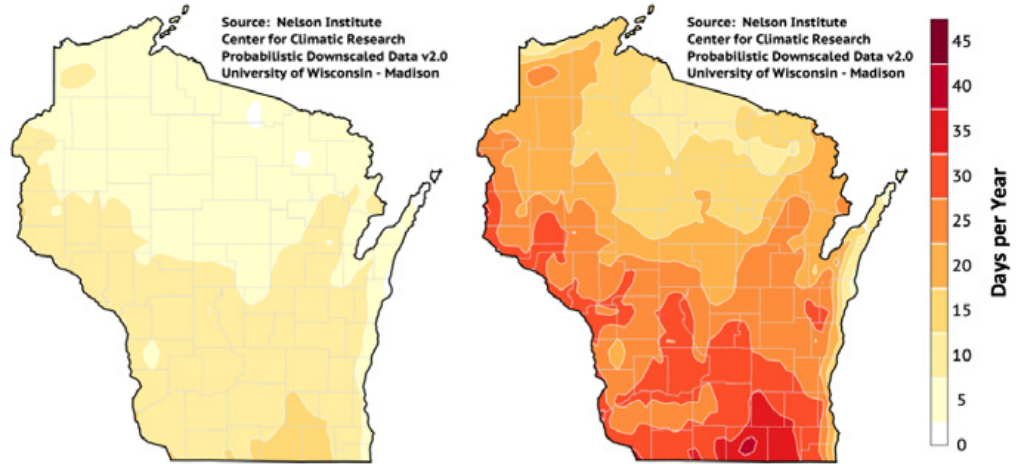 Source: Nelson Institute
Center for Climatic Research
Probabilistic Downscaled Data v2.0
University of Wisconsin - Madison
Source: Nelson Institute
Center for Climatic Research
Probabilistic Downscaled Data v2.0
University of Wisconsin - Madison
45
40
35
30
25
20
15
10
5
0
Days per Year